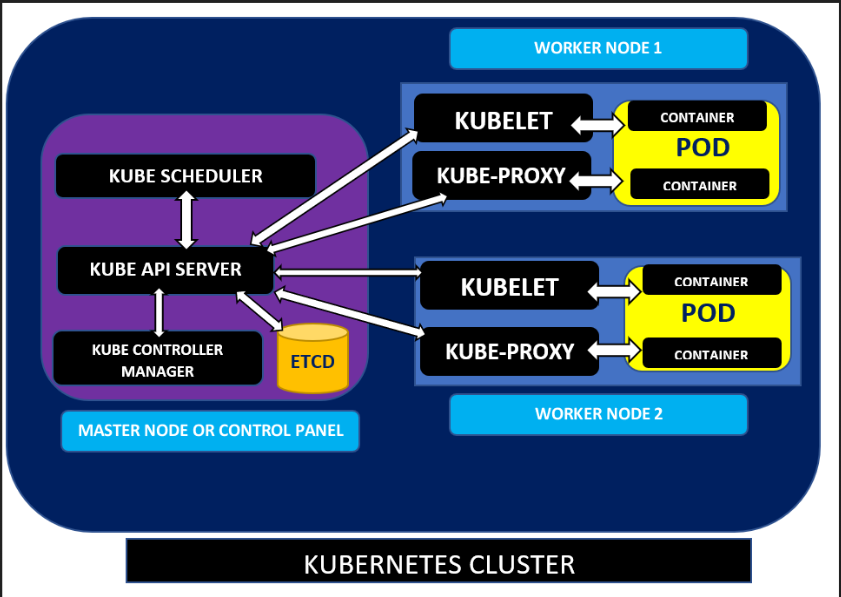 WORKER NODE 1
KUBELET
CONTAINER
POD
KUBE-PROXY
CONTAINER
KUBE SCHEDULER
KUBE API SERVER
KUBE CONTROLLER
MANAGER
ETCD
MASTER NODE OR CONTROL PANEL
KUBELET
CONTAINER
POD
KUBE-PROXY
CONTAINER
WORKER NODE 2
KUBERNETES CLUSTER